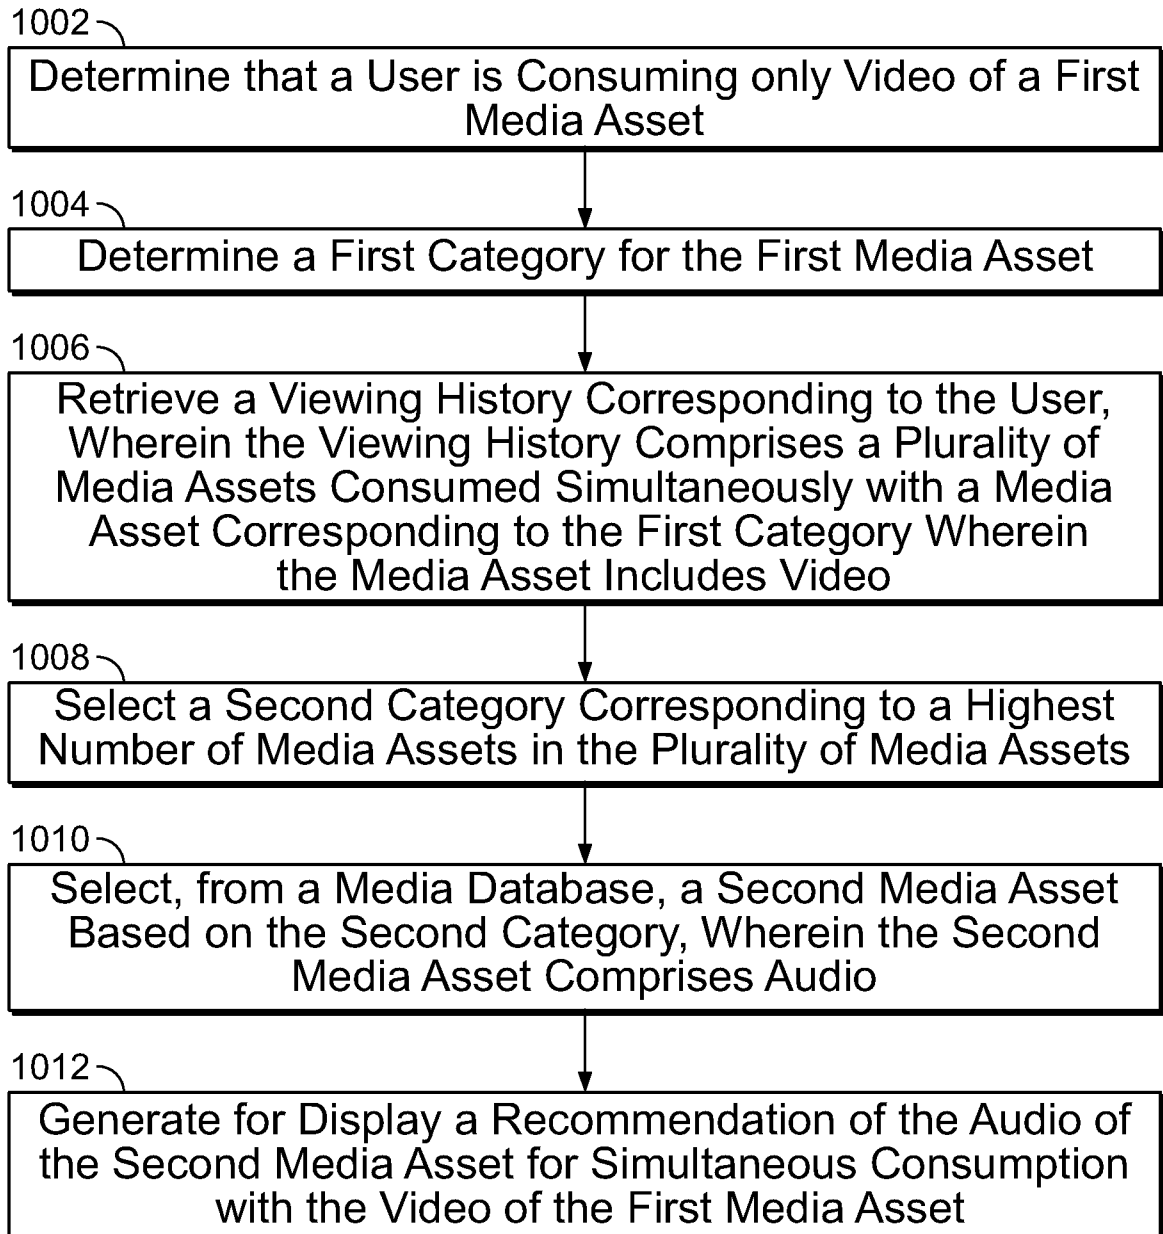 1002
Determine that a User is Consuming only Video of a First
Media Asset
1004
Determine a First Category for the First Media Asset
1006
Retrieve a Viewing History Corresponding to the User,
Wherein the Viewing History Comprises a Plurality of
Media Assets Consumed Simultaneously with a Media
Asset Corresponding to the First Category Wherein
the Media Asset Includes Video
1008
Select a Second Category Corresponding to a Highest
Number of Media Assets in the Plurality of Media Assets
1010
Select, from a Media Database, a Second Media Asset
Based on the Second Category, Wherein the Second
Media Asset Comprises Audio
1012
Generate for Display a Recommendation of the Audio of
the Second Media Asset for Simultaneous Consumption
with the Video of the First Media Asset